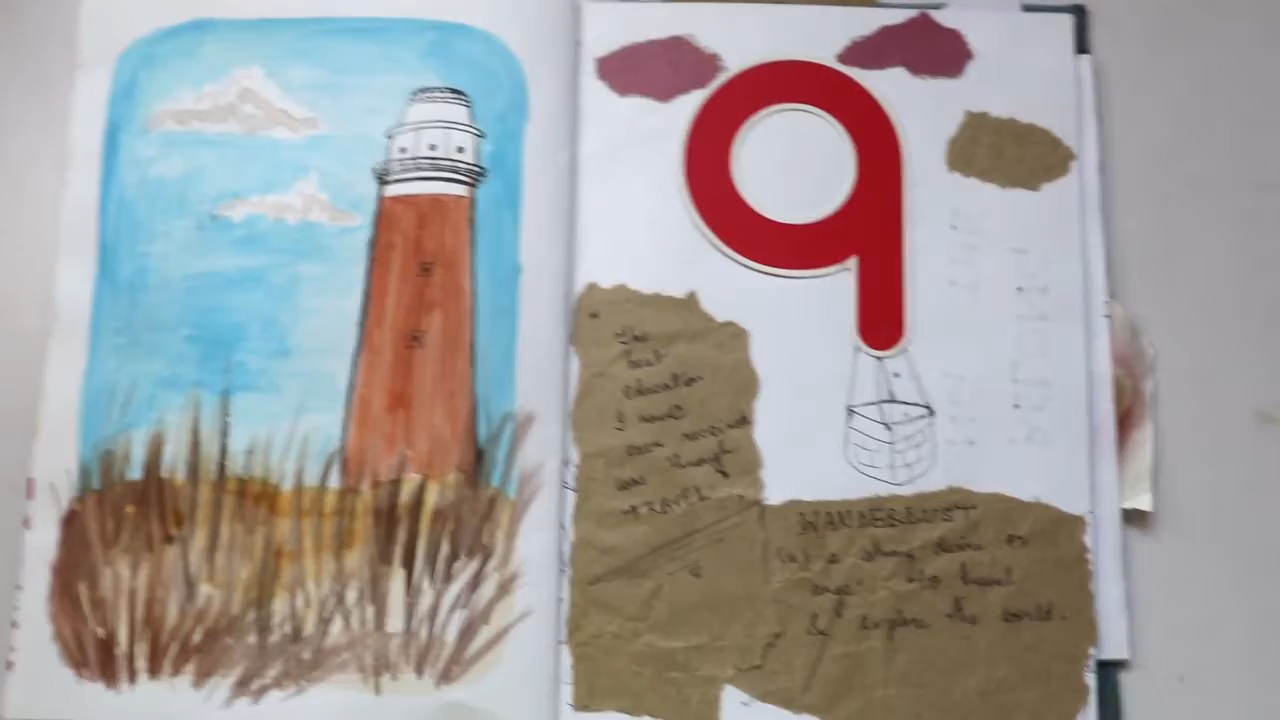 9
"the
best
education
I have
ever received
was through
TRAVEL"
WANDERLUST
(n) a strong desire or
urge to travel
& explore the world.